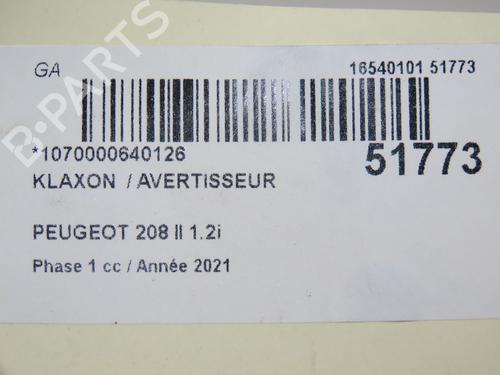 GA
16540101 51773
*1070000640126
51773
KLAXON / AVERTISSEUR
PEUGEOT 208 II 1.2i
Phase 1 cc / Année 2021
B-PARTS